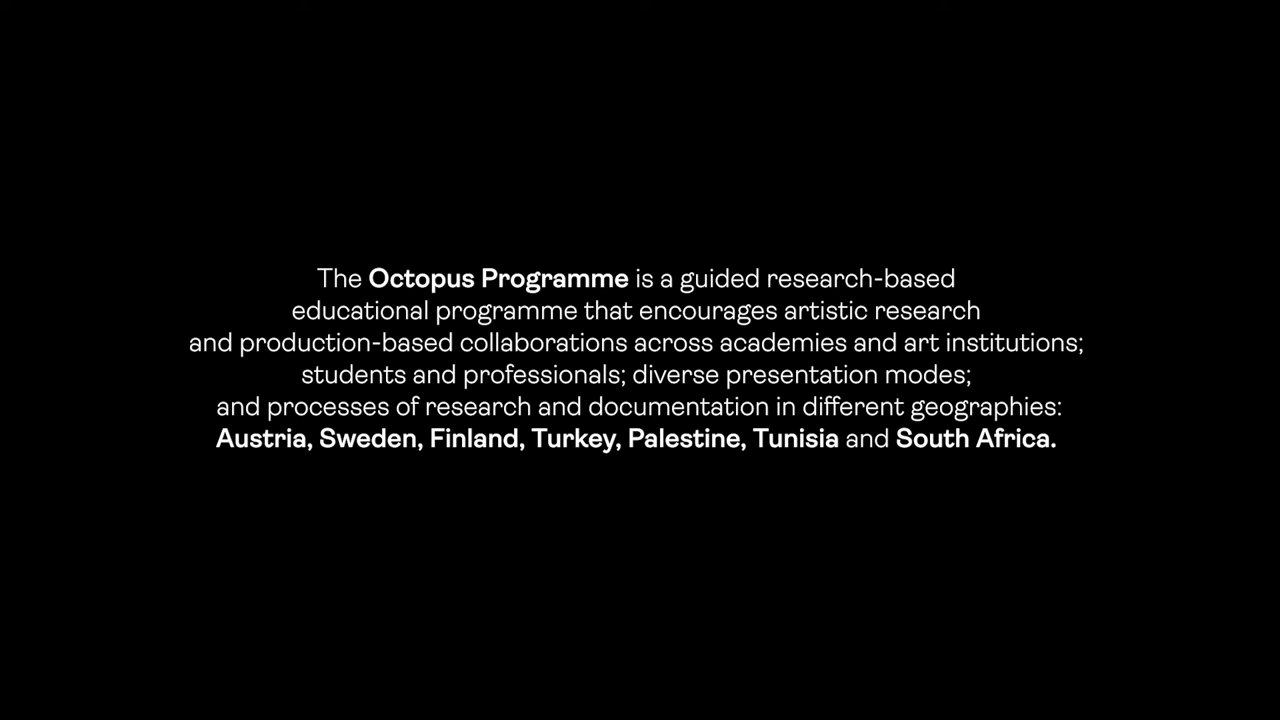 The Octopus Programme is a guided research-based
educational programme that encourages artistic research
and production-based collaborations across academies and art institutions;
students and professionals; diverse presentation modes;
and processes of research and documentation in different geographies:
Austria, Sweden, Finland, Turkey, Palestine, Tunisia and South Africa.